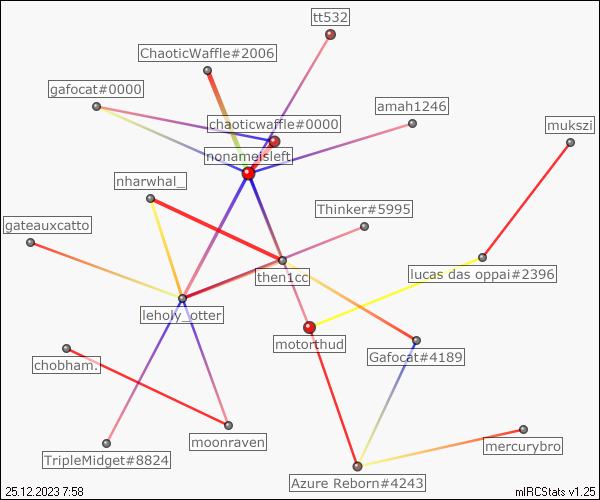 tt532
ChaoticWaffle#2006
gafocat#0000
amah1246
chaoticwaffle#0000
mukszi
nonameisleft
nharwhal_
Thinker#5995
gateauxcatto
then1cc
lucas das oppai#2396
leholy_otter
motorthud
Gafocat#4189
chobham.
moonraven
mercurybro
TripleMidget#8824
Azure Reborn#4243
25.12.2023 7:58
mIRCStats v1.25